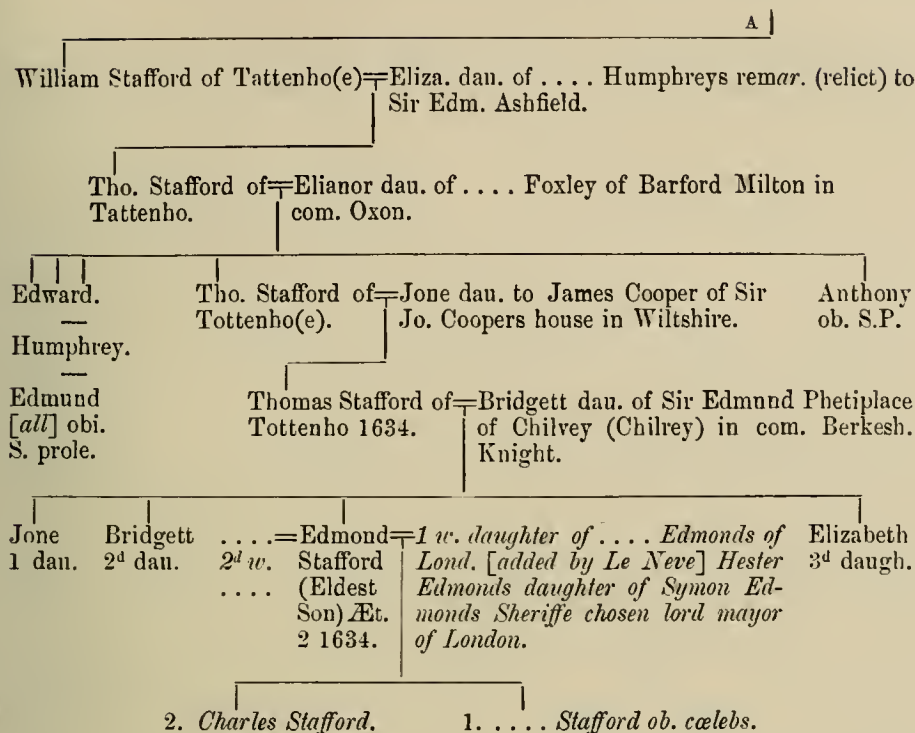 A
William Stafford of Tattenho(e)=Eliza. dau. of . . . . Humphreys remar. (relict) to
Sir Edm. Ashfield.
Tho. Stafford of=Elianor dau. of . . . . Foxley of Barford Milton in
Tattenho. com. Oxon.
Edward. Tho. Stafford of=Jone dau. to James Cooper of Sir Anthony
— Tottenho(e). Jo. Coopers house in Wiltshire. ob. S.P.
Humphrey.
—
Edmund Thomas Stafford of=Bridgett dau. of Sir Edmund Phetiplace
[all] obi. Tottenho 1634. of Chilvey (Chilrey) in com. Berkesh.
S. prole. Knight.
Jone Bridgett . . . .=Edmond=1 w. daughter of . . . . Edmonds of Elizabeth
1 dau. 2d dau. 2d w. Stafford Lond. [added by Le Neve] Hester 3d daugh.
. . . . (Eldest Edmonds daughter of Symon Ed-
Son) Æt. monds Sheriffe chosen lord mayor
2 1634. of London.
2. Charles Stafford. 1. . . . . Stafford ob. cælebs.